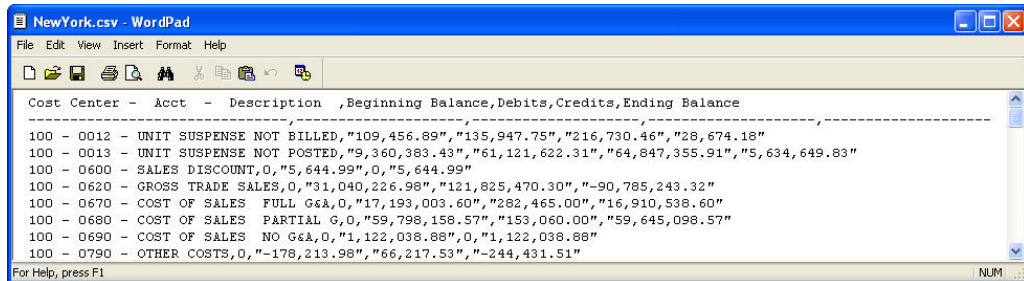 NewYork.csv - WordPad
File Edit View Insert Format Help
Cost Center - Acct - Description ,Beginning Balance,Debits,Credits,Ending Balance
--------------------------------,--------------------,--------------------,--------------------,--------------------
100 - 0012 - UNIT SUSPENSE NOT BILLED,"109,456.89","135,947.75","216,730.46","28,674.18"
100 - 0013 - UNIT SUSPENSE NOT POSTED,"9,360,383.43","61,121,622.31","64,847,355.91","5,634,649.83"
100 - 0600 - SALES DISCOUNT,0,"5,644.99",0,"5,644.99"
100 - 0620 - GROSS TRADE SALES,0,"31,040,226.98","121,825,470.30","-90,785,243.32"
100 - 0670 - COST OF SALES  FULL G&A,0,"17,193,003.60","282,465.00","16,910,538.60"
100 - 0680 - COST OF SALES  PARTIAL G,0,"59,798,158.57","153,060.00","59,645,098.57"
100 - 0690 - COST OF SALES  NO G&A,0,"1,122,038.88",0,"1,122,038.88"
100 - 0790 - OTHER COSTS,0,"-178,213.98","66,217.53","-244,431.51"
For Help, press F1 NUM